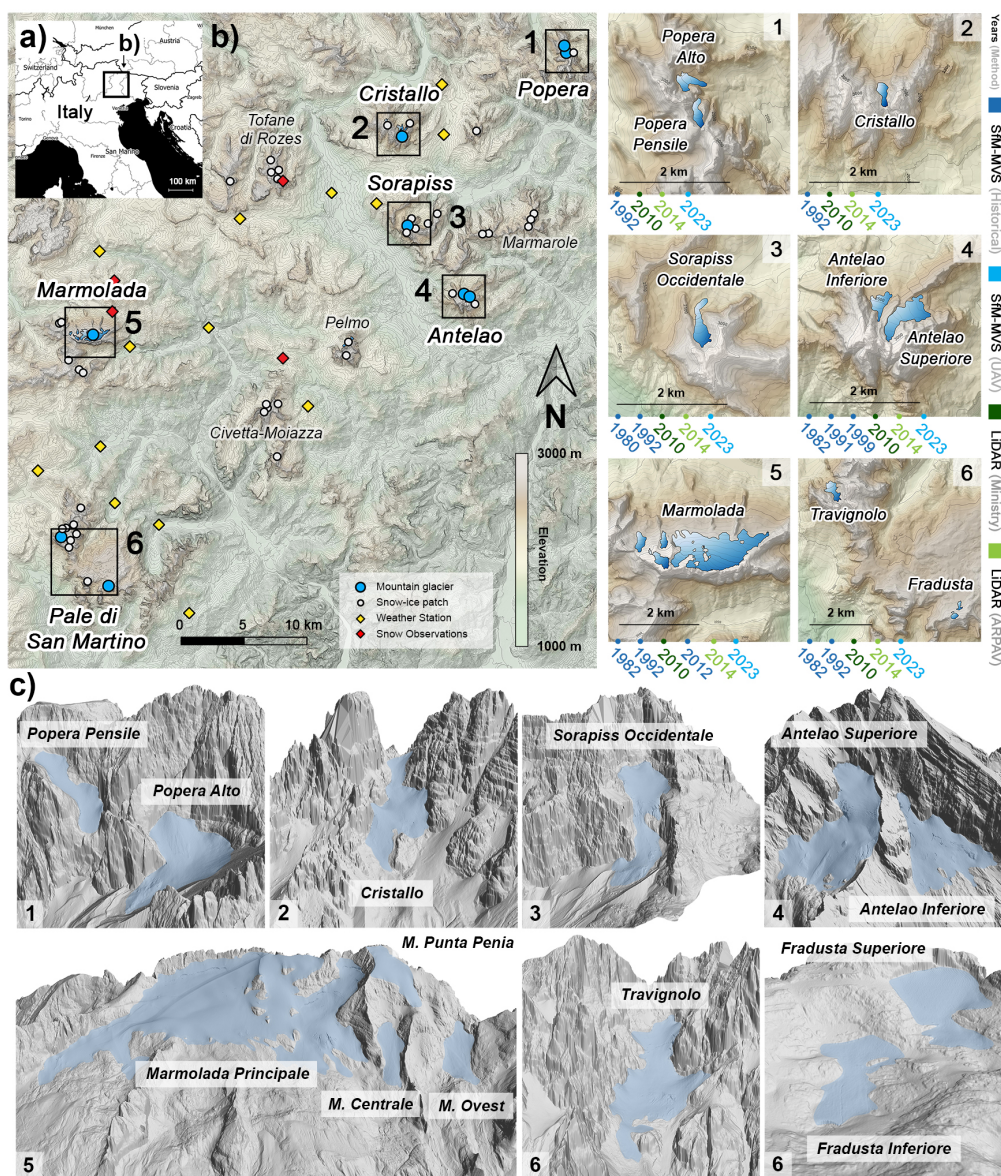 a)
München
Austria
b)
Switzerland
Slovenia
Zagreb
Italy
Croatia
Torino
Genova
Firenze
San Marino
100 km
b)
1
Popera
Cristallo
2
Tofane
di Rozes
Sorapiss
3
Marmarole
4
Antelao
Marmolada
5
Pelmo
N
Civetta-Moiazza
3000 m
Elevation
1000 m
6
Pale di
San Martino
0 5 10 km
Mountain glacier
Snow-ice patch
Weather Station
Snow Observations
1
Popera
Alto
Popera
Pensile
2 km
1992
2010
2014
2023
2
Cristallo
2 km
1992
2010
2014
2023
3
Sorapiss
Occidentale
2 km
1980
1992
2010
2014
2023
4
Antelao
Inferiore
Antelao
Superiore
2 km
1982
1991
1999
2010
2014
2023
5
Marmolada
2 km
1982
1992
2010
2012
2014
2023
6
Travignolo
Fradusta
2 km
1982
1992
2010
2014
2023
Years (Method)
SfM-MVS (Historical)
SfM-MVS (UAV)
LiDAR (Ministry)
LiDAR (ARPAV)
c)
Popera Pensile
Popera Alto
1
Cristallo
2
Sorapiss Occidentale
3
Antelao Superiore
Antelao Inferiore
4
M. Punta Penia
Marmolada Principale
M. Centrale
M. Ovest
5
Travignolo
6
Fradusta Superiore
Fradusta Inferiore
6